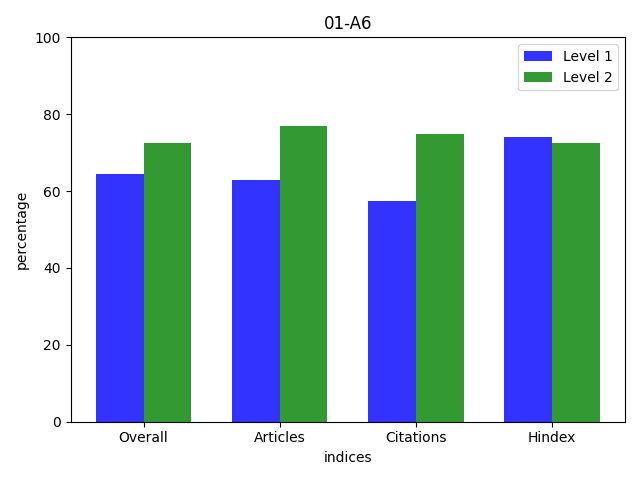 01-A6
100
80
60
40
20
0
percentage
Level 1
Level 2
Overall Articles Citations Hindex
indices